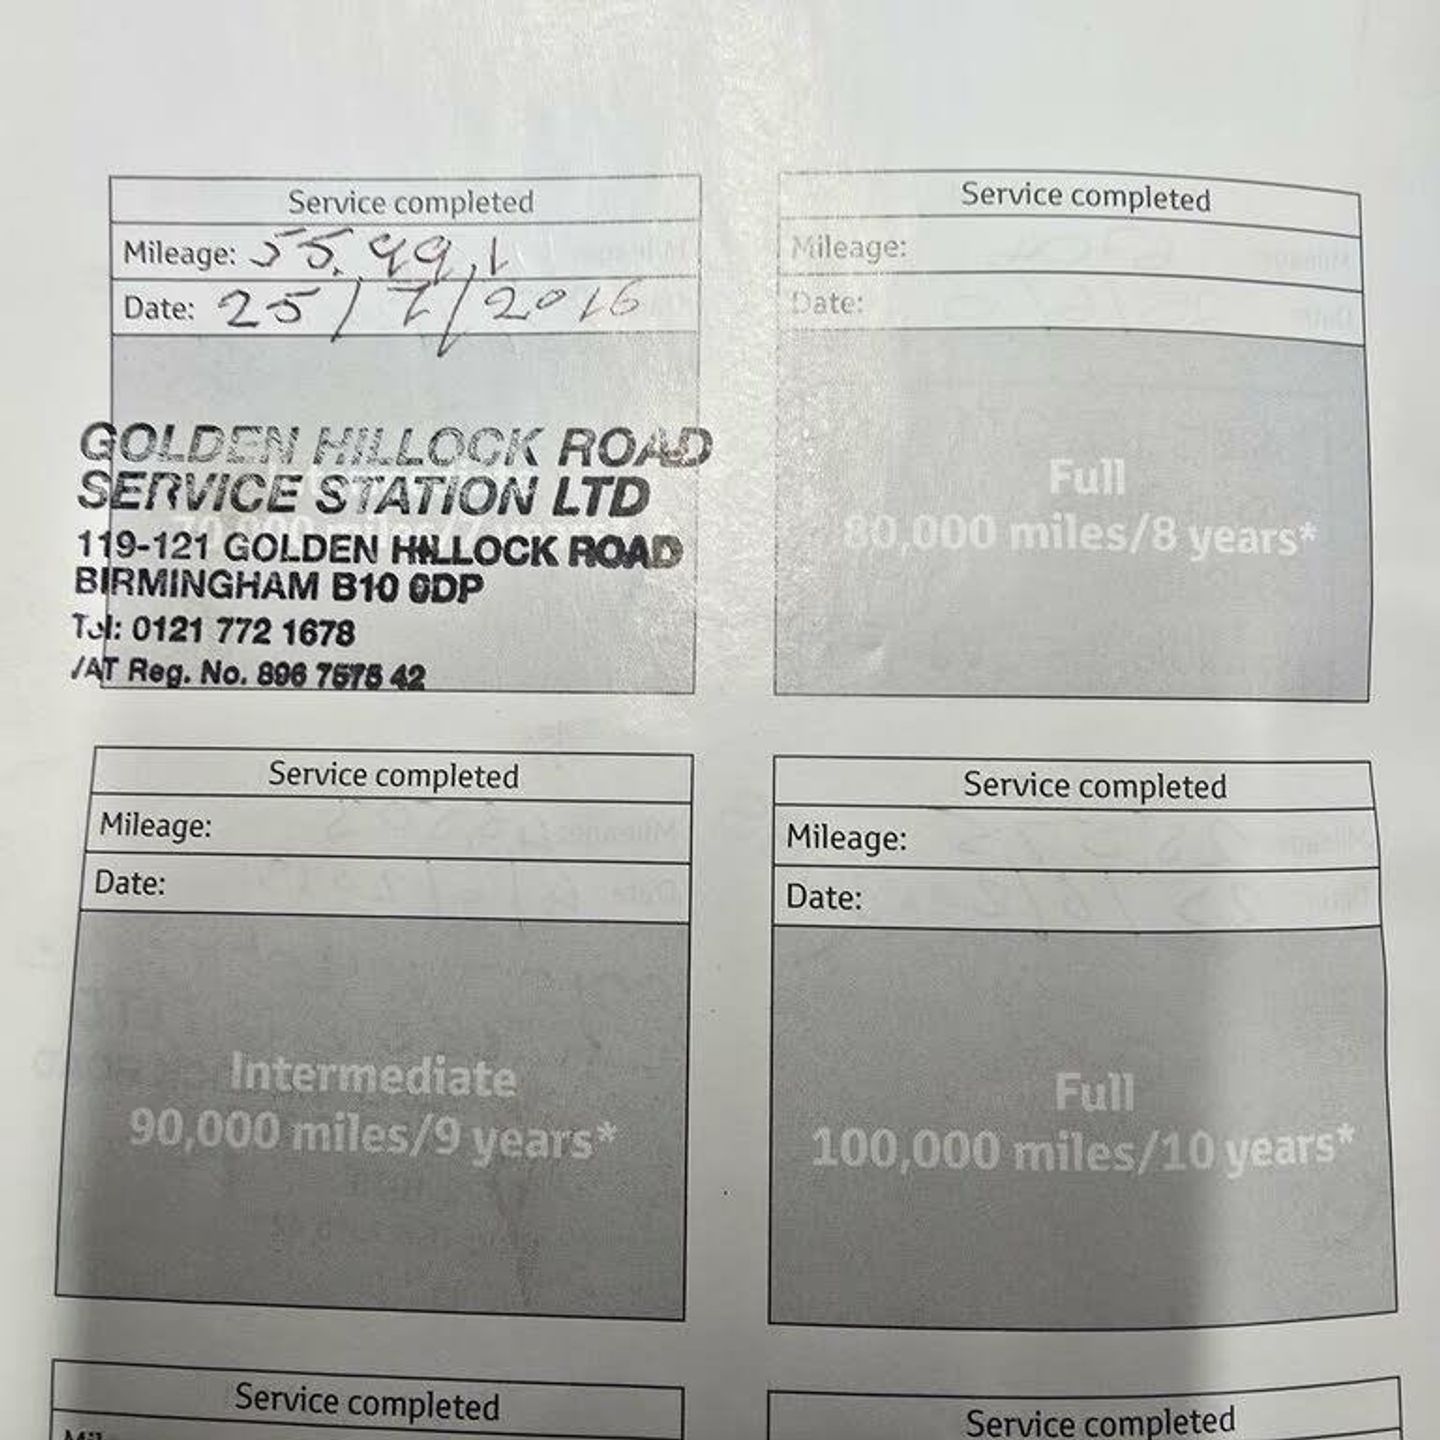 Service completed
Mileage: 55,991
Date: 25/7/2016
GOLDEN HILLOCK ROAD
SERVICE STATION LTD
119-121 GOLDEN HILLOCK ROAD
BIRMINGHAM B10 0DP
Tel: 0121 772 1678
VAT Reg. No. 896 7575 42
Service completed
Mileage:
Date:
Full
80,000 miles/8 years*
Service completed
Mileage:
Date:
Intermediate
90,000 miles/9 years*
Service completed
Mileage:
Date:
Full
100,000 miles/10 years*
Service completed
Service completed